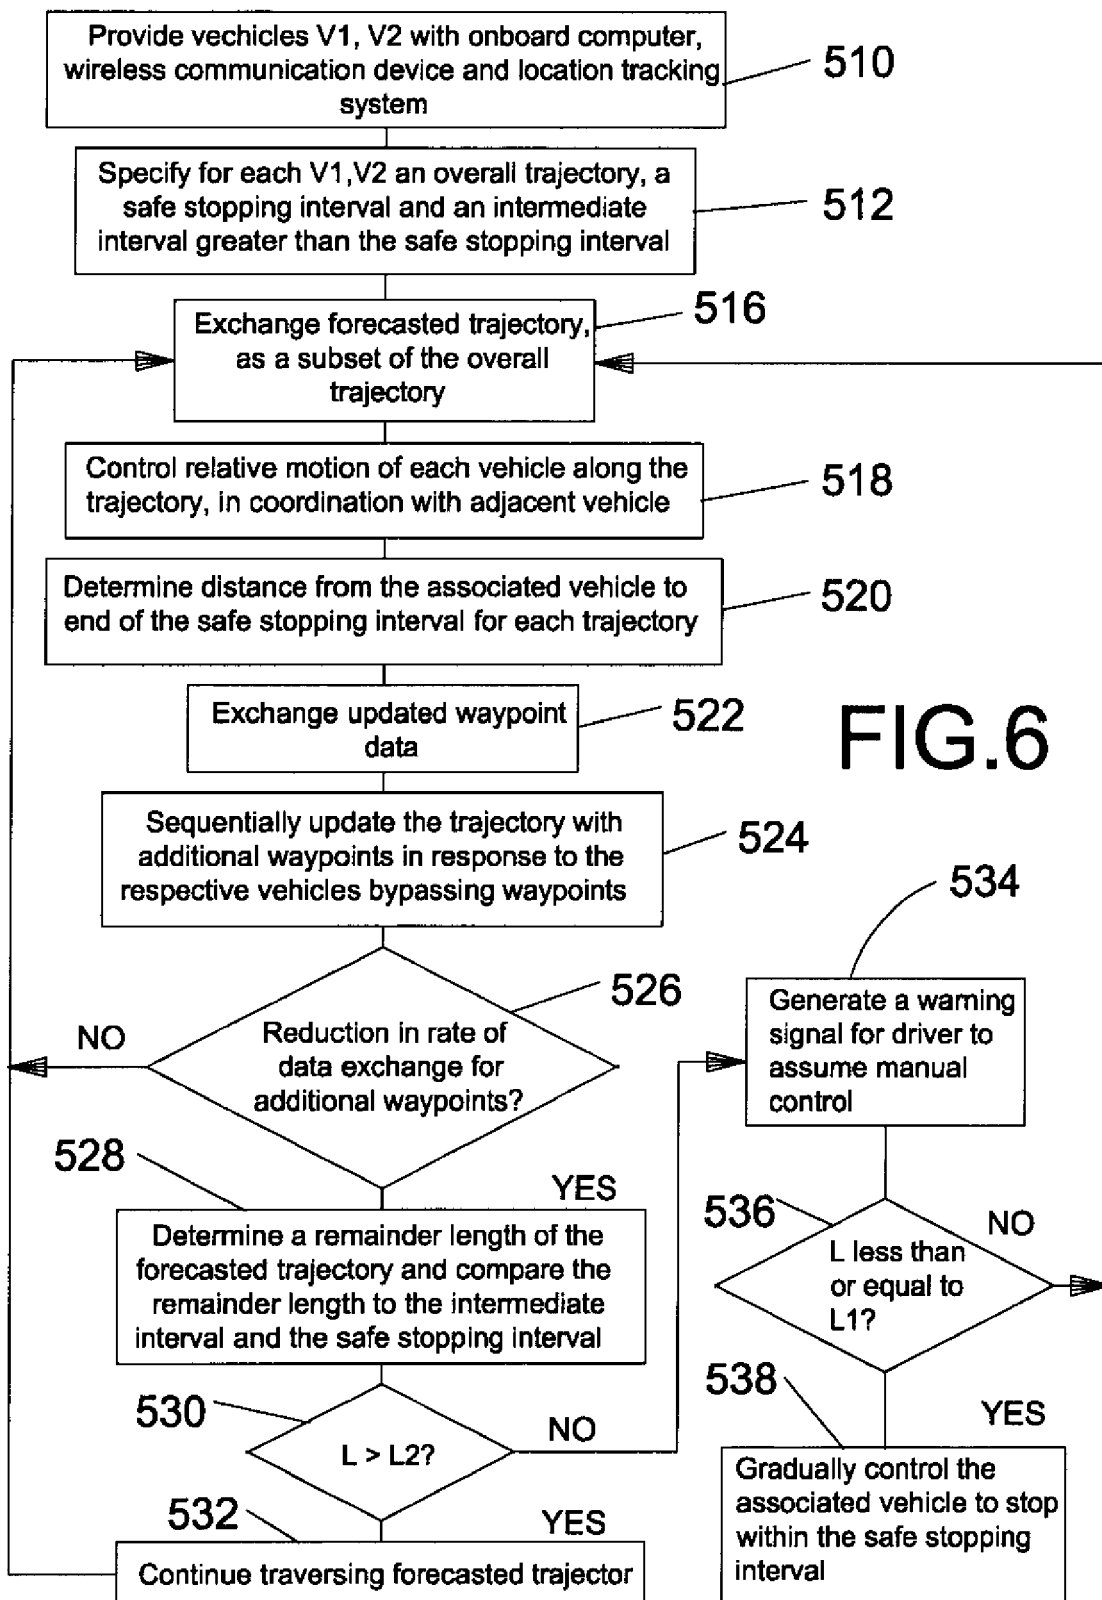 Provide vechicles V1, V2 with onboard computer,
wireless communication device and location tracking
system
510
Specify for each V1,V2 an overall trajectory, a
safe stopping interval and an intermediate
interval greater than the safe stopping interval
512
Exchange forecasted trajectory,
as a subset of the overall
trajectory
516
Control relative motion of each vehicle along the
trajectory, in coordination with adjacent vehicle
518
Determine distance from the associated vehicle to
end of the safe stopping interval for each trajectory
520
Exchange updated waypoint
data
522
FIG.6
Sequentially update the trajectory with
additional waypoints in response to the
respective vehicles bypassing waypoints
524
Reduction in rate of
data exchange for
additional waypoints?
526
NO
YES
528
Determine a remainder length of the
forecasted trajectory and compare the
remainder length to the intermediate
interval and the safe stopping interval
530
L > L2?
NO
YES
532
Continue traversing forecasted trajector
534
Generate a warning
signal for driver to
assume manual
control
536
L less than
or equal to
L1?
NO
YES
538
Gradually control the
associated vehicle to stop
within the safe stopping
interval